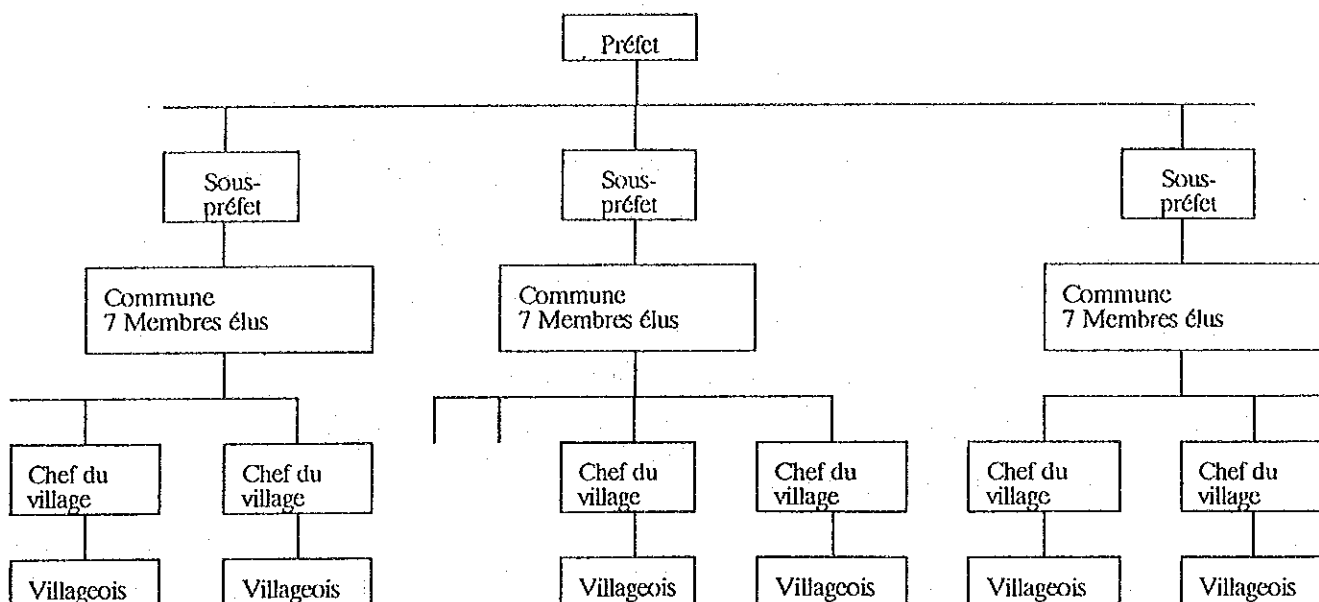 Préfet
Sous-
préfet
Sous-
préfet
Sous-
préfet
Commune
7 Membres élus
Commune
7 Membres élus
Commune
7 Membres élus
Chef du
village
Chef du
village
Chef du
village
Chef du
village
Chef du
village
Chef du
village
Villageois
Villageois
Villageois
Villageois
Villageois
Villageois